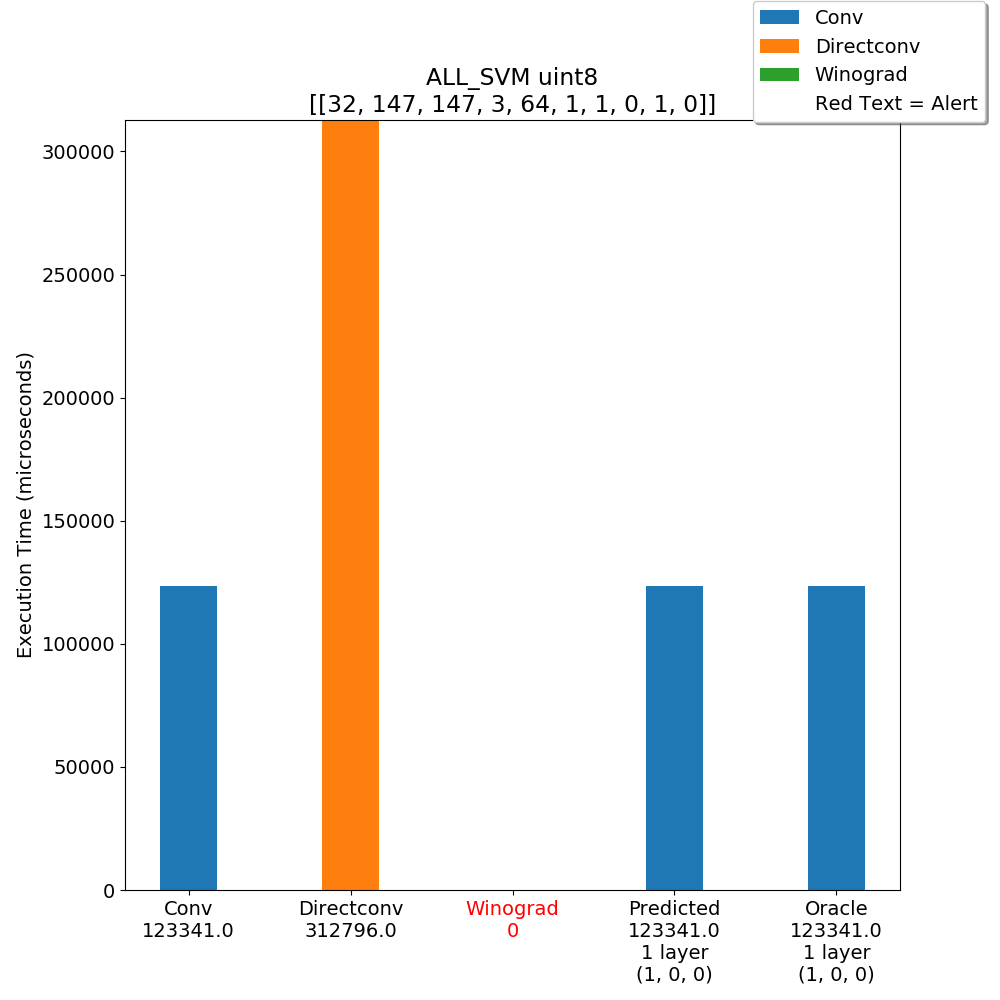 Conv
Directconv
Winograd
Red Text = Alert
ALL_SVM uint8
[[32, 147, 147, 3, 64, 1, 1, 0, 1, 0]]
Execution Time (microseconds)
300000
250000
200000
150000
100000
50000
0
Conv
123341.0
Directconv
312796.0
Winograd
0
Predicted
123341.0
1 layer
(1, 0, 0)
Oracle
123341.0
1 layer
(1, 0, 0)